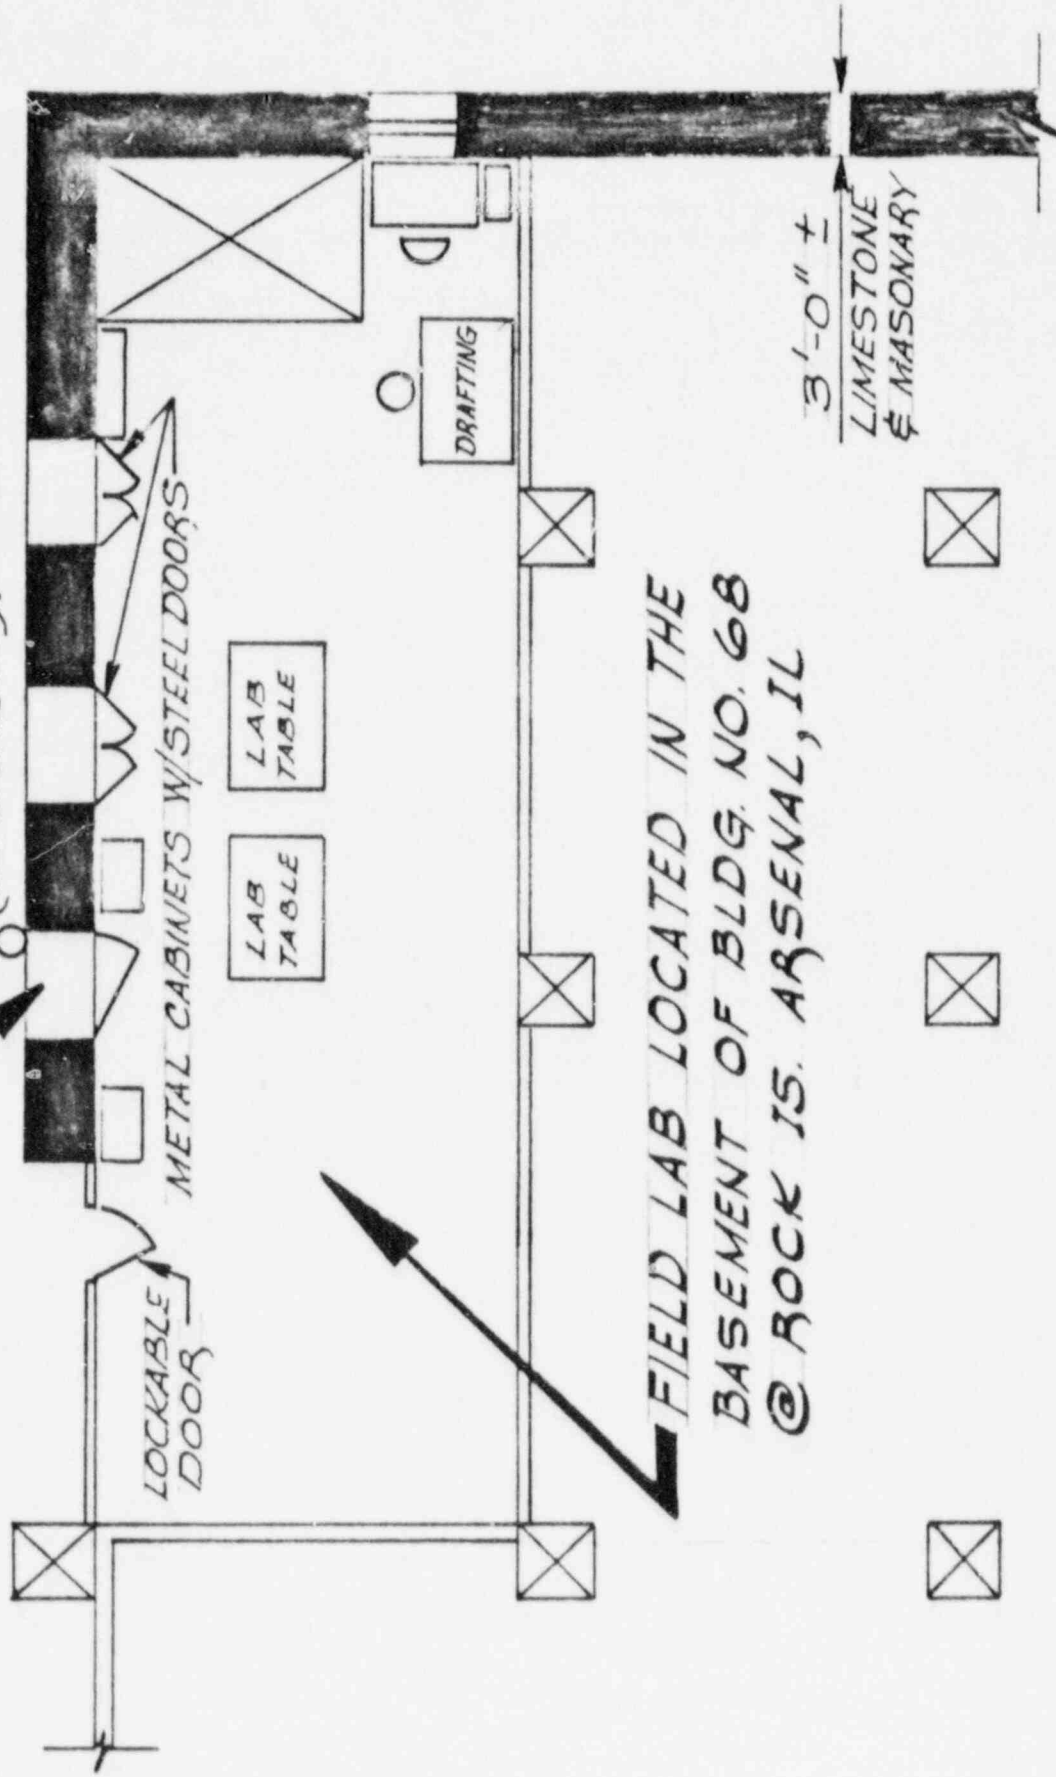 METAL CABINETS W/STEEL DOORS
LOCKABLE
DOOR
LAB
TABLE
LAB
TABLE
DRAFTING
3'-0" ±
LIMESTONE
& MASONARY
FIELD LAB LOCATED IN THE
BASEMENT OF BLDG. NO. 68
@ ROCK IS. ARSENAL, IL